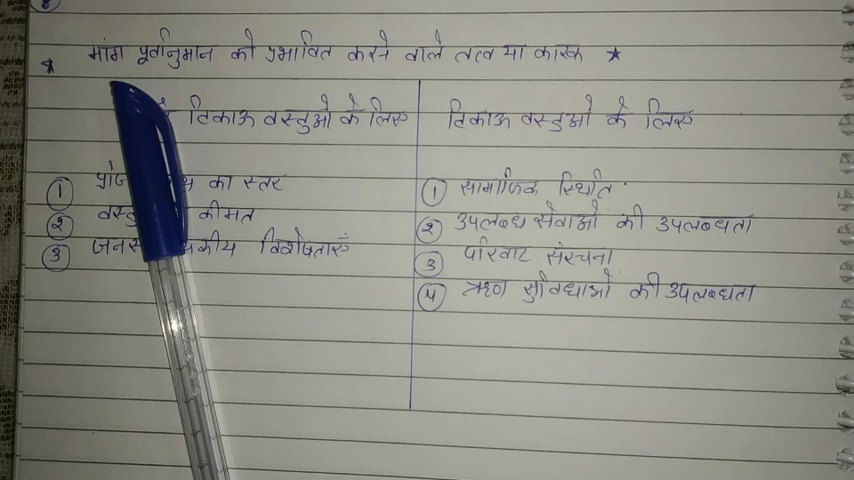 * मांग पूर्वानुमान को प्रभावित करने वाले तत्व या कारक *
टिकाऊ वस्तुओ के लिए
① का स्तर
② कीमत
③ विशेषताएँ
टिकाऊ वस्तुओ के लिए
① सामाजिक स्थिति
② उपलब्ध सेवाओं की उपलब्धता
③ परिवार संरचना
④ ऋण सुविधाओं की उपलब्धता